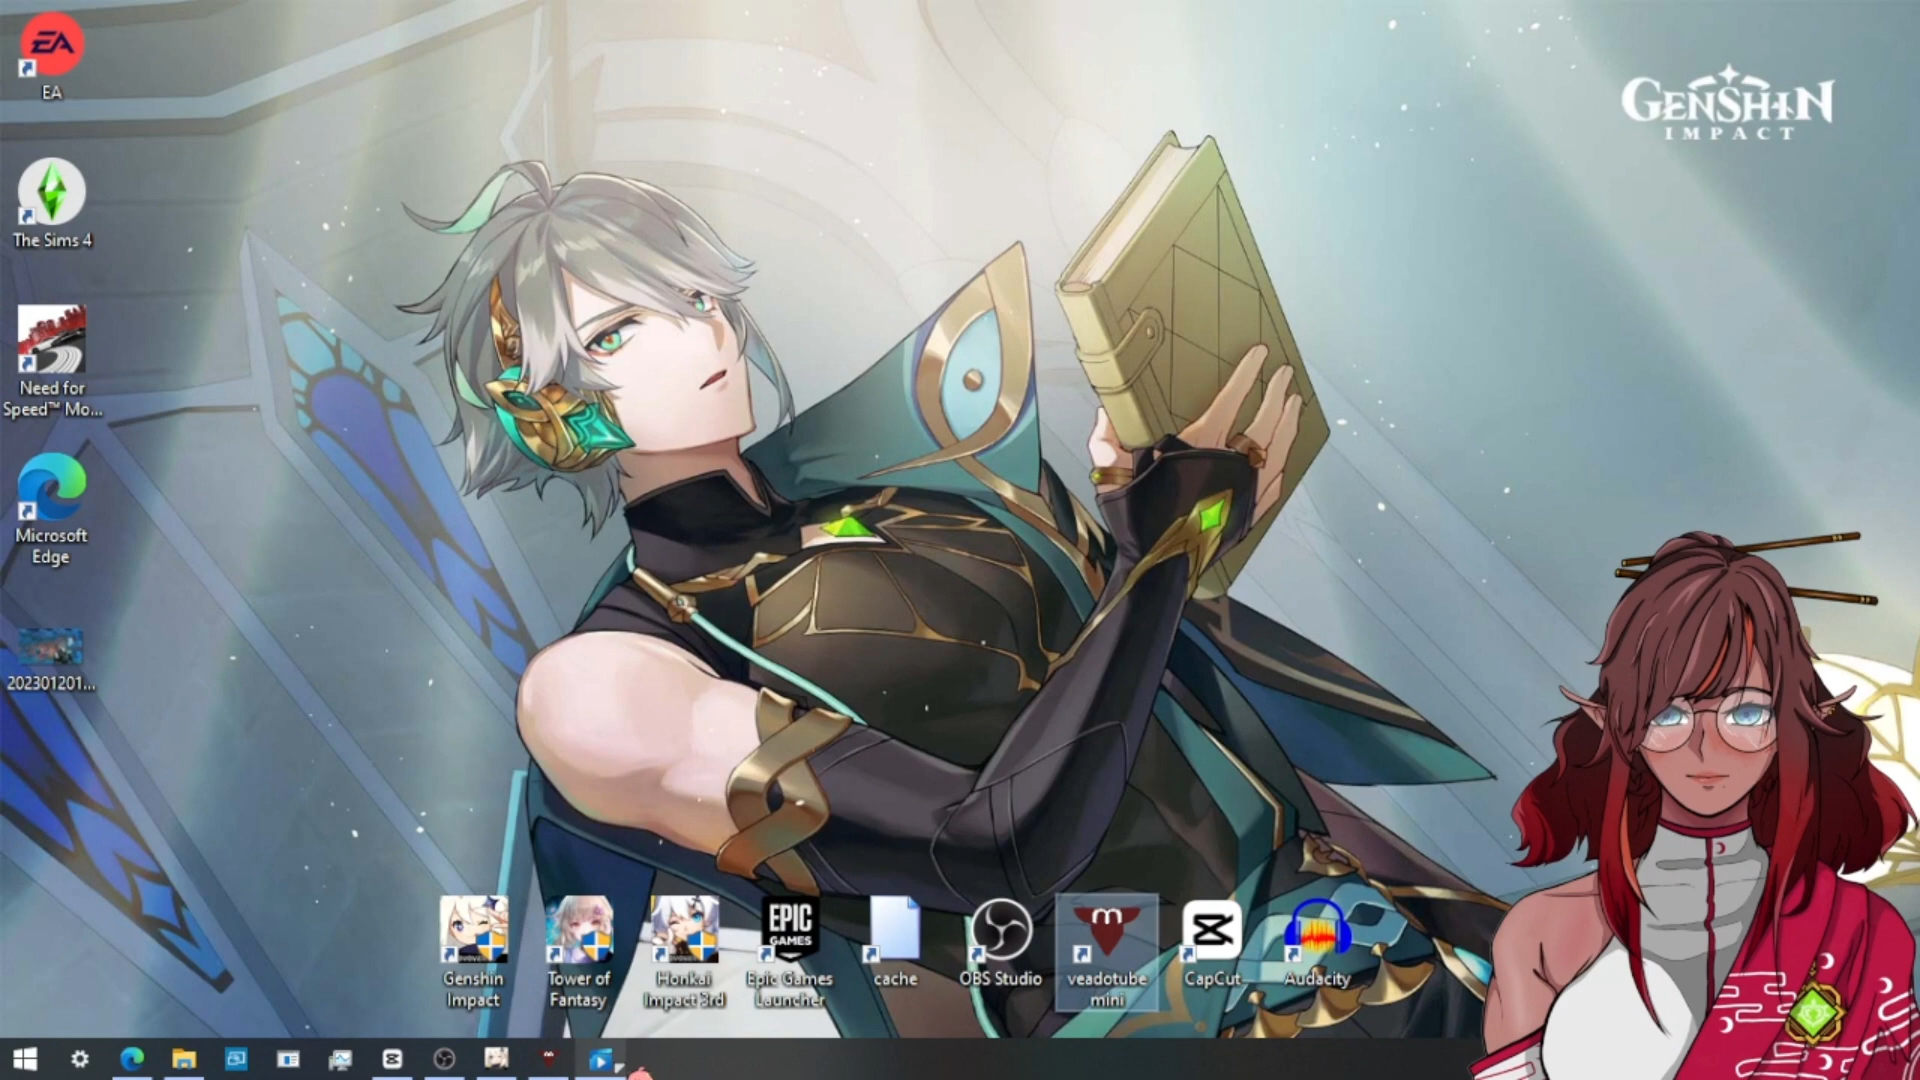 EA
EA
GENSHIN
IMPACT
The Sims 4
Need for
Speed™ Mo...
Microsoft
Edge
202301201...
EPIC
GAMES
Genshin
Impact
Tower of
Fantasy
Honkai
Impact 3rd
Epic Games
Launcher
cache
OBS Studio
m
veadotube
mini
CapCut
Audacity